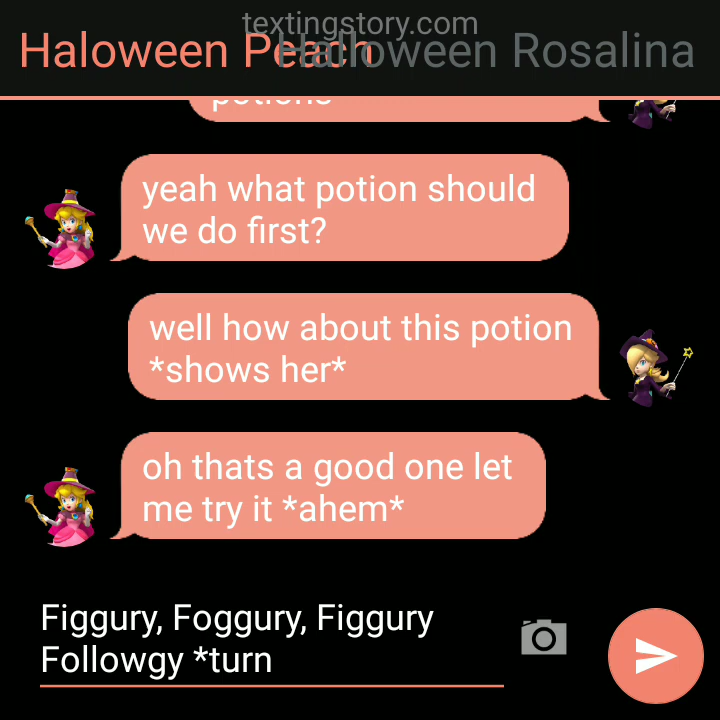 textingstory.com
Haloween Peach
Halloween Rosalina
potions
yeah what potion should
we do first?
well how about this potion
*shows her*
oh thats a good one let
me try it *ahem*
Figgury, Foggury, Figgury
Followgy *turn